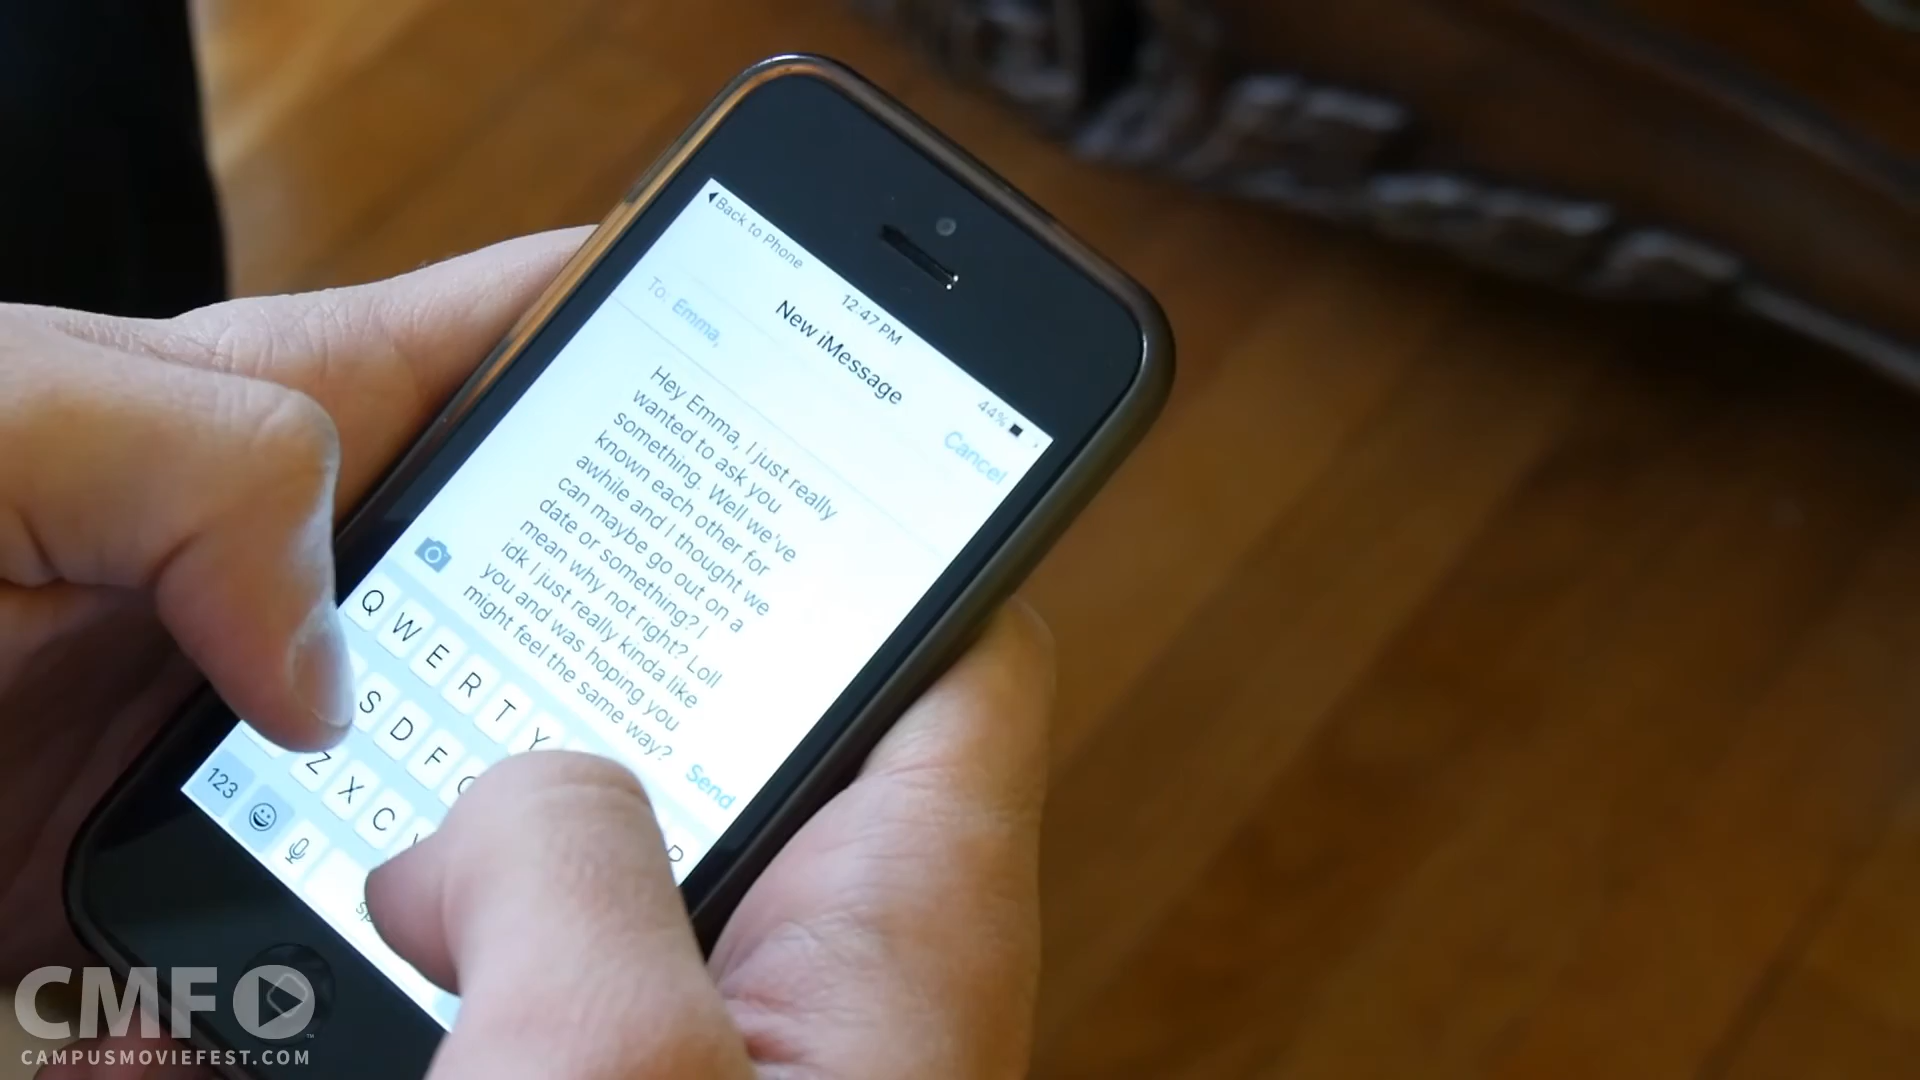 Back to Phone
12:47 PM
44%
New iMessage
Cancel
To: Emma,
Hey Emma, I just really
wanted to ask you
something. Well we've
known each other for
awhile and I thought we
can maybe go out on a
date or something? I
mean why not right? Loll
idk I just really kinda like
you and was hoping you
might feel the same way?
Send
Q W E R T Y
S D F
Z X C
123
CMF
CAMPUSMOVIEFEST.COM